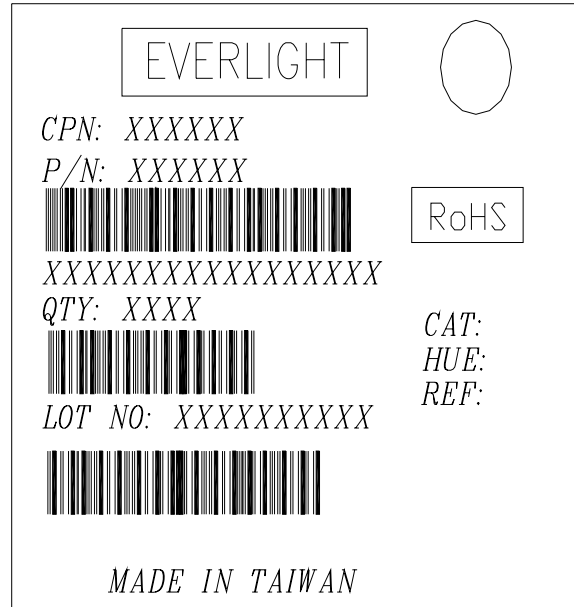 EVERLIGHT
CPN: XXXXXX
P/N: XXXXXX
RoHS
XXXXXXXXXXXXXXXXX
QTY: XXXX
CAT:
HUE:
REF:
LOT NO: XXXXXXXXXX
MADE IN TAIWAN